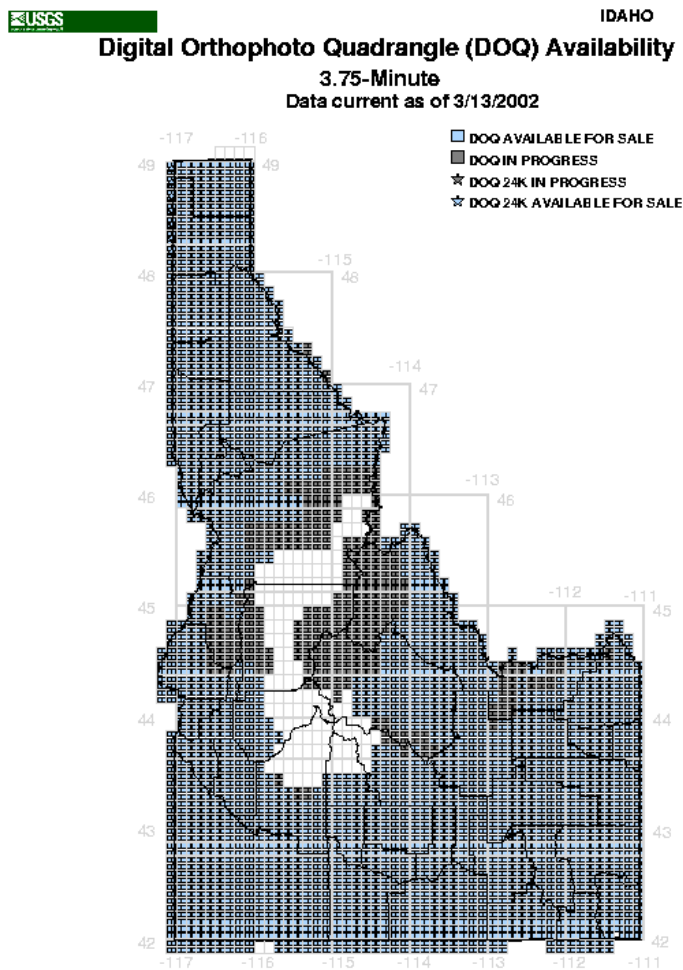 USGS
IDAHO
Digital Orthophoto Quadrangle (DOQ) Availability
3.75-Minute
Data current as of 3/13/2002
DOQ AVAILABLE FOR SALE
DOQ IN PROGRESS
DOQ 24K IN PROGRESS
DOQ 24K AVAILABLE FOR SALE
-117 -116
49 49
-115
48 48
-114
47 47
-113
46 46
-112 -111
45 45
44 44
43 43
42 42
-117 -116 -115 -114 -113 -112 -111